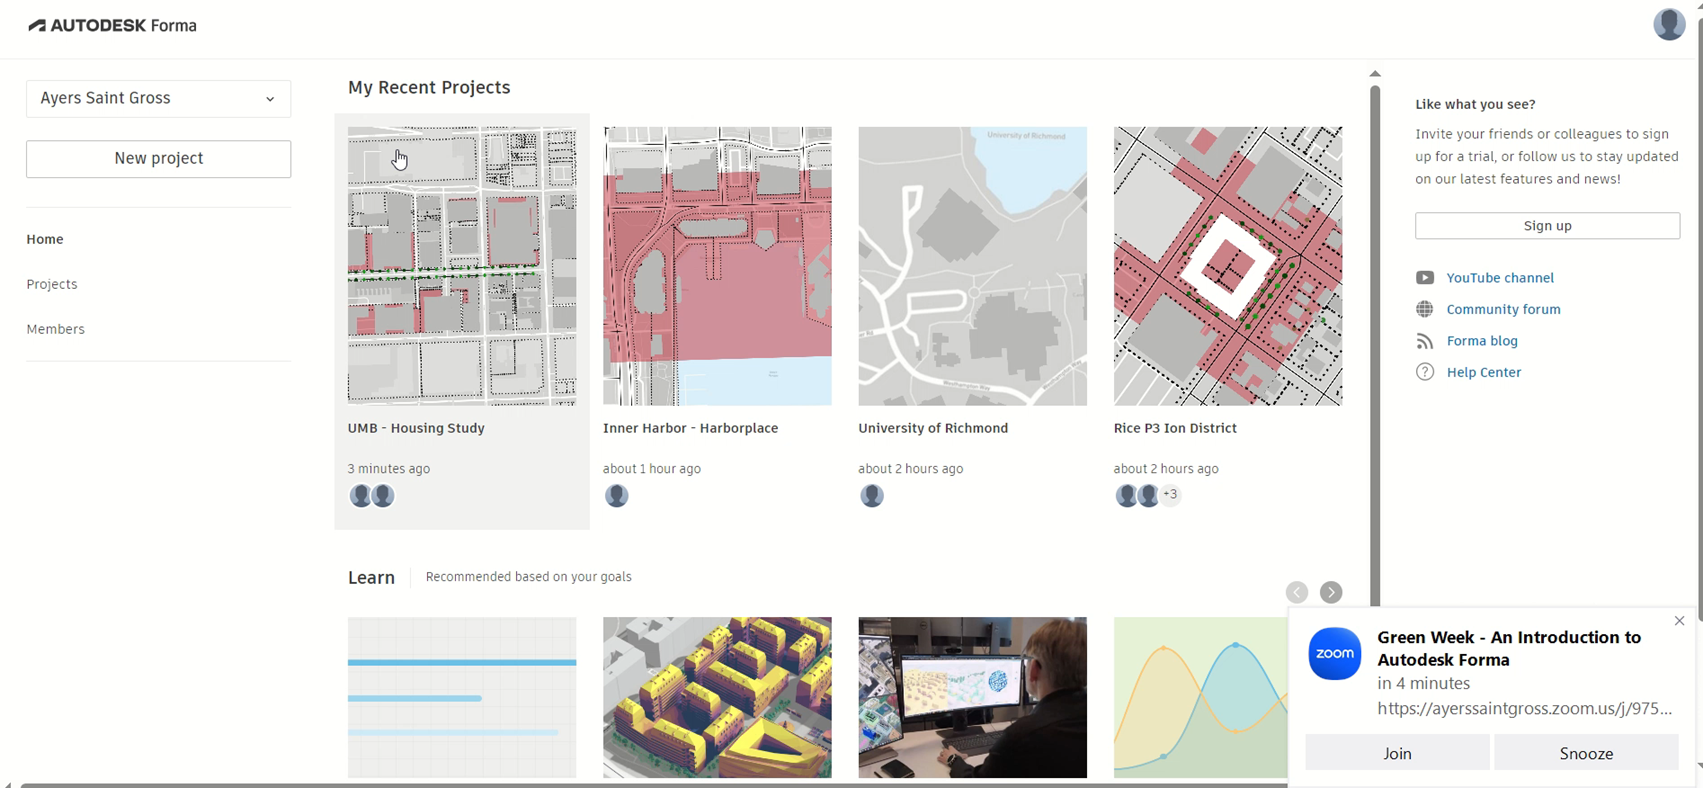 AUTODESK Forma
Ayers Saint Gross
New project
Home
Projects
Members
My Recent Projects
UMB - Housing Study
3 minutes ago
University of Richmond
Inner Harbor - Harborplace
about 1 hour ago
University of Richmond
about 2 hours ago
Rice P3 Ion District
about 2 hours ago
+3
Learn
Recommended based on your goals
Like what you see?
Invite your friends or colleagues to sign
up for a trial, or follow us to stay updated
on our latest features and news!
Sign up
YouTube channel
Community forum
Forma blog
Help Center
zoom
Green Week - An Introduction to
Autodesk Forma
in 4 minutes
https://ayerssaintgross.zoom.us/j/975...
Join
Snooze